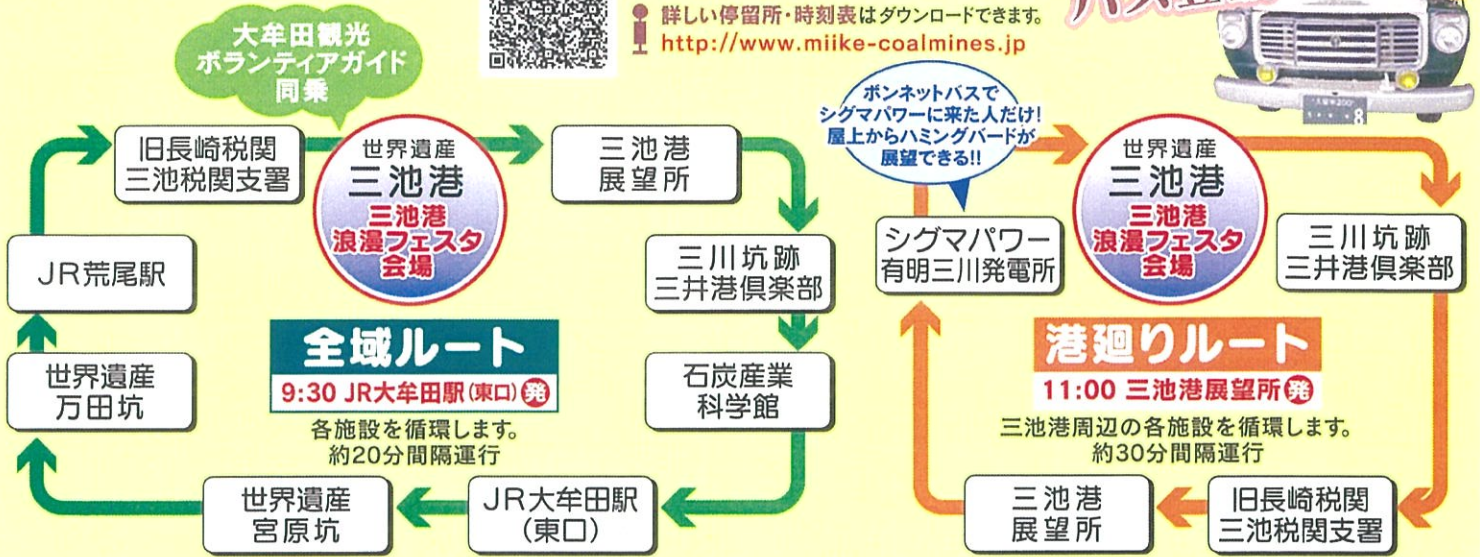 大牟田観光
ボランティアガイド
同乗
詳しい停留所・時刻表はダウンロードできます。
http://www.miike-coalmines.jp
旧長崎税関
三池税関支署
世界遺産
三池港
三池港
浪漫フェスタ
会場
三池港
展望所
三川坑跡
三井港倶楽部
石炭産業
科学館
JR大牟田駅
(東口)
世界遺産
宮原坑
世界遺産
万田坑
JR荒尾駅
全域ルート
9:30 JR大牟田駅(東口)発
各施設を循環します。
約20分間隔運行
ボンネットバスで
シグマパワーに来た人だけ!
屋上からハミングバードが
展望できる!!
シグマパワー
有明三川発電所
世界遺産
三池港
三池港
浪漫フェスタ
会場
三川坑跡
三井港倶楽部
旧長崎税関
三池税関支署
三池港
展望所
港廻りルート
11:00 三池港展望所発
三池港周辺の各施設を循環します。
約30分間隔運行